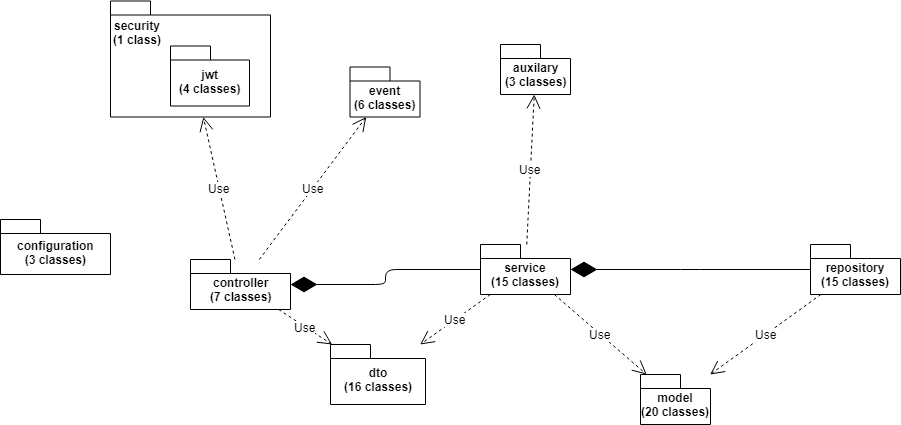 security
(1 class)
jwt
(4 classes)
event
(6 classes)
auxilary
(3 classes)
Use
Use
Use
configuration
(3 classes)
controller
(7 classes)
service
(15 classes)
repository
(15 classes)
Use
Use
Use
Use
dto
(16 classes)
model
(20 classes)